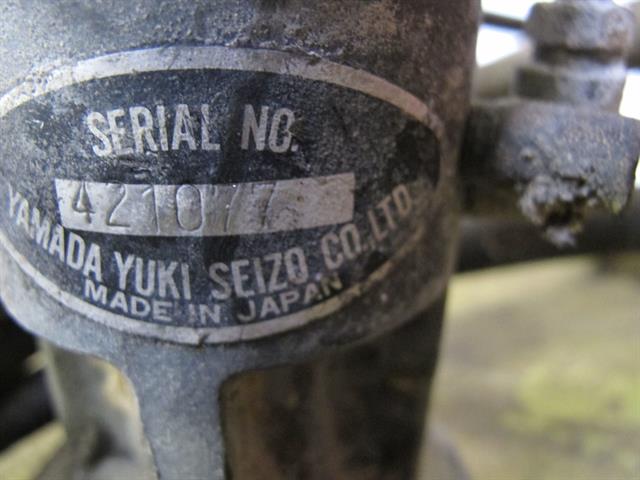 SERIAL NO.
421077
YAMADA YUKI SEIZO. CO., LTD.
MADE IN JAPAN